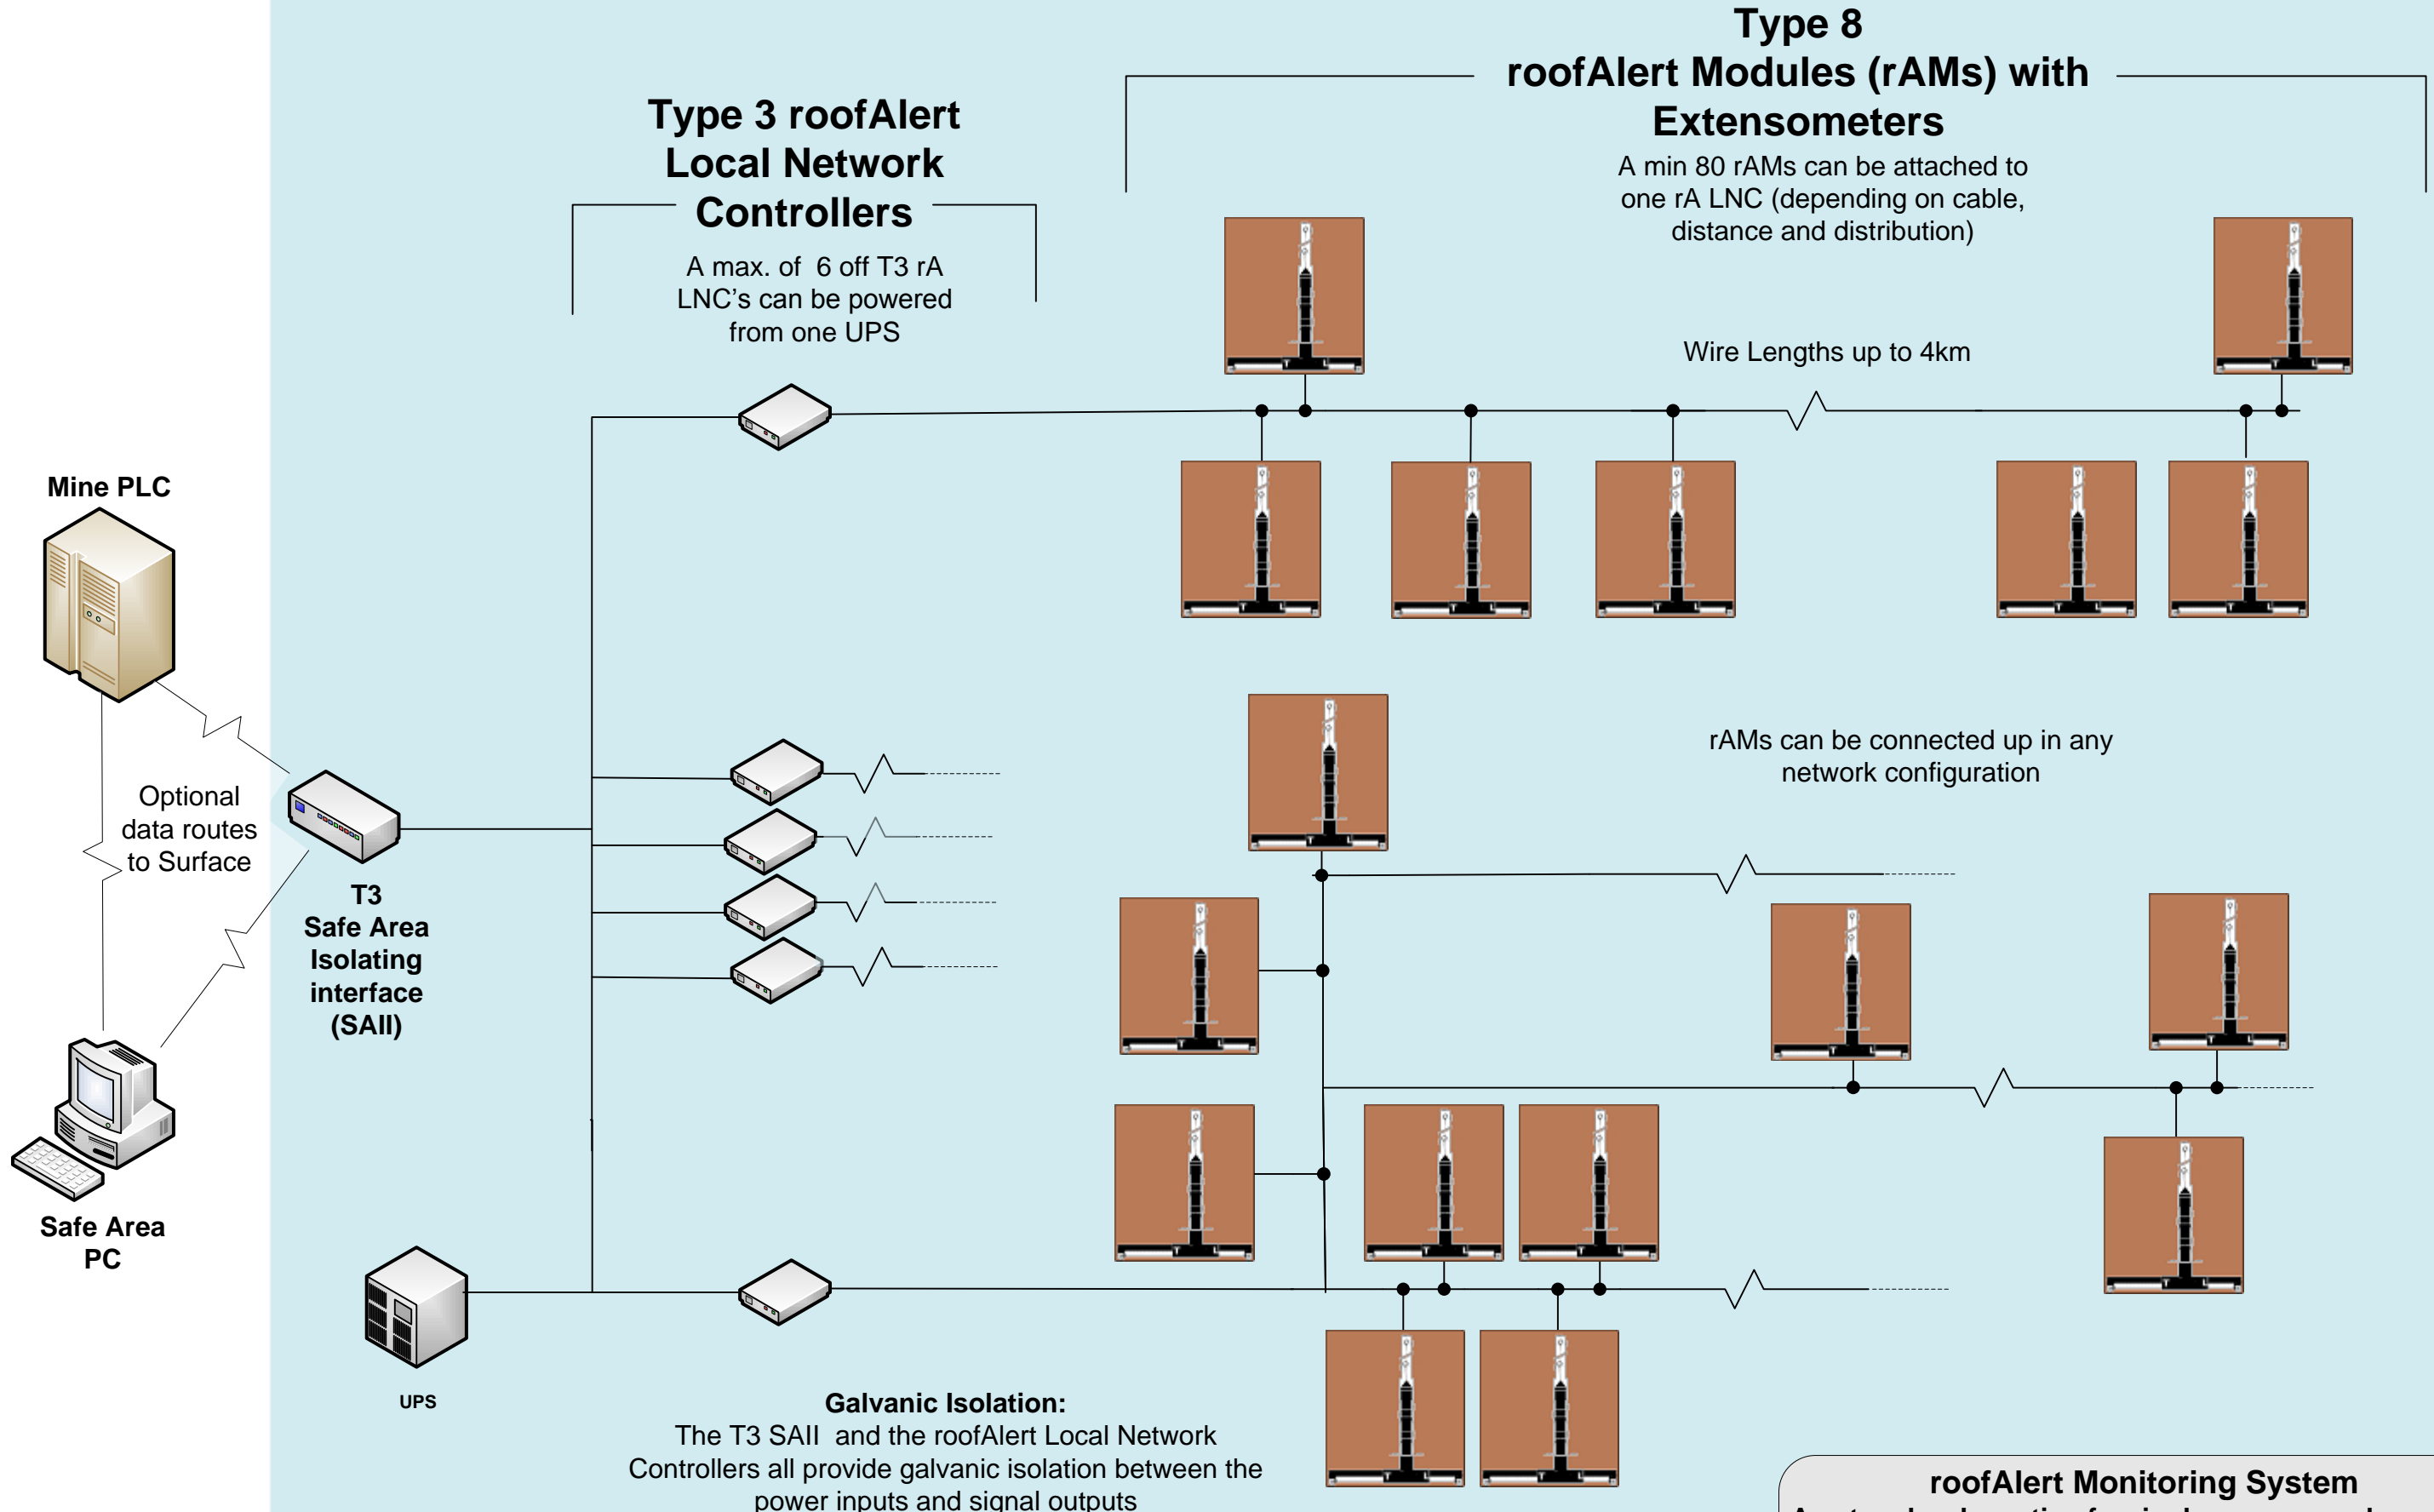 Type 8
roofAlert Modules (rAMs) with
Extensometers
A min 80 rAMs can be attached to
one rA LNC (depending on cable,
distance and distribution)
Type 3 roofAlert
Local Network
Controllers
A max. of 6 off T3 rA
LNC's can be powered
from one UPS
Wire Lengths up to 4km
Mine PLC
rAMs can be connected up in any
network configuration
Optional
data routes
to Surface
T3
Safe Area
Isolating
interface
(SAII)
Safe Area
PC
UPS
Galvanic Isolation:
The T3 SAII and the roofAlert Local Network
Controllers all provide galvanic isolation between the
power inputs and signal outputs
roofAlert Monitoring System